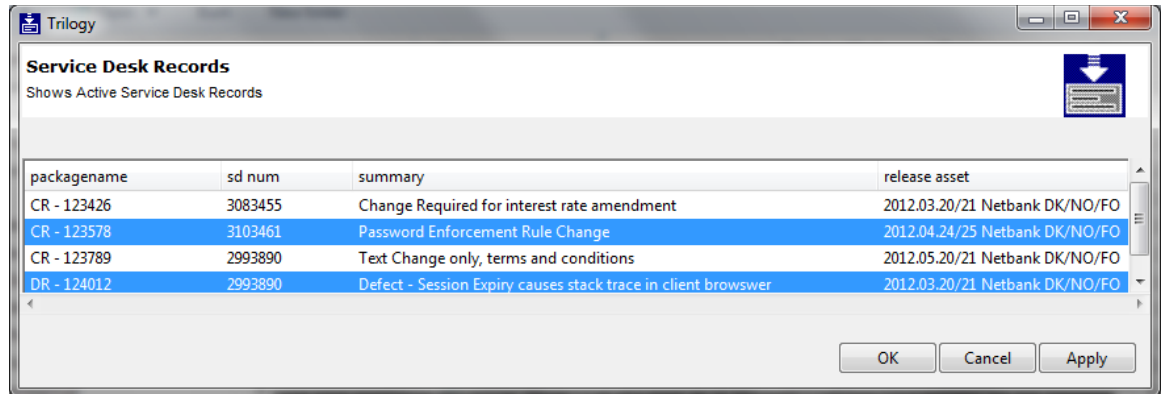 Trilogy
Service Desk Records
Shows Active Service Desk Records
packagename sd num summary release asset
CR - 123426 3083455 Change Required for interest rate amendment 2012.03.20/21 Netbank DK/NO/FO
CR - 123578 3103461 Password Enforcement Rule Change 2012.04.24/25 Netbank DK/NO/FO
CR - 123789 2993890 Text Change only, terms and conditions 2012.05.20/21 Netbank DK/NO/FO
DR - 124012 2993890 Defect - Session Expiry causes stack trace in client browswer 2012.03.20/21 Netbank DK/NO/FO
OK Cancel Apply